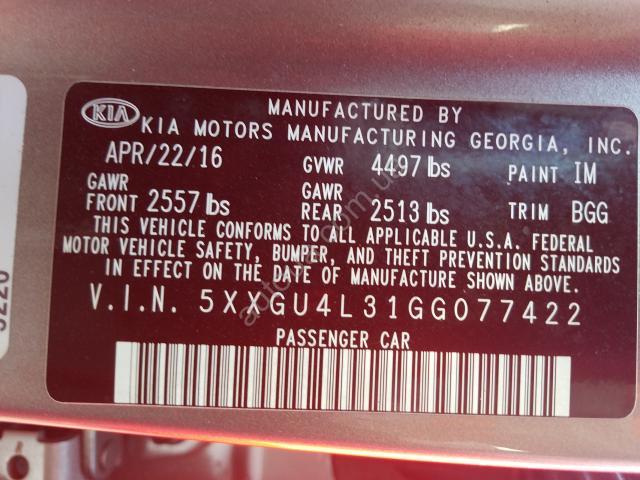 KIA
MANUFACTURED BY
KIA MOTORS MANUFACTURING GEORGIA, INC.
APR/22/16 GVWR 4497 lbs PAINT IM
GAWR FRONT 2557 lbs GAWR REAR 2513 lbs TRIM BGG
THIS VEHICLE CONFORMS TO ALL APPLICABLE U.S.A. FEDERAL
MOTOR VEHICLE SAFETY, BUMPER, AND THEFT PREVENTION STANDARDS
IN EFFECT ON THE DATE OF MANUFACTURE SHOWN ABOVE.
V.I.N. 5XXGU4L31GG077422
PASSENGER CAR